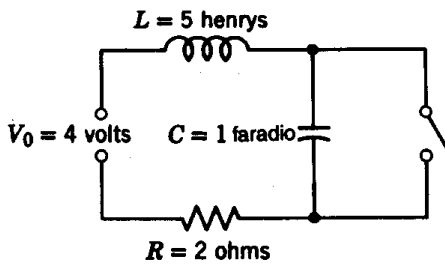 L = 5 henrys
V₀ = 4 volts
C = 1 faradio
R = 2 ohms